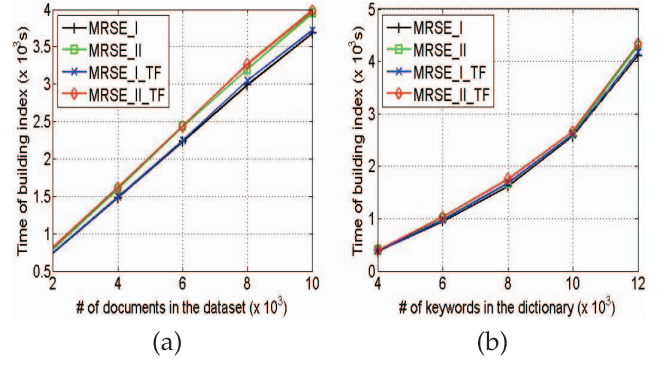 Time of building index (x 10³s)
4
3.5
3
2.5
2
1.5
1
0.5
MRSE_I
MRSE_II
MRSE_I_TF
MRSE_II_TF
2 4 6 8 10
# of documents in the dataset (x 10³)
(a)
Time of building index (x 10³s)
5
4
3
2
1
0
MRSE_I
MRSE_II
MRSE_I_TF
MRSE_II_TF
4 6 8 10 12
# of keywords in the dictionary (x 10³)
(b)